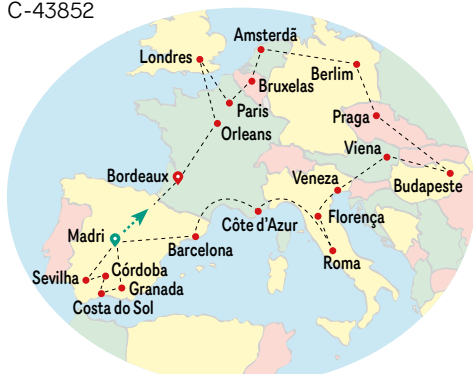 C-43852
Amsterdã
Londres
Berlim
Bruxelas
Paris
Praga
Orleans
Viena
Bordeaux
Veneza
Budapeste
Florença
Madri
Côte d'Azur
Barcelona
Roma
Sevilha
Córdoba
Granada
Costa do Sol